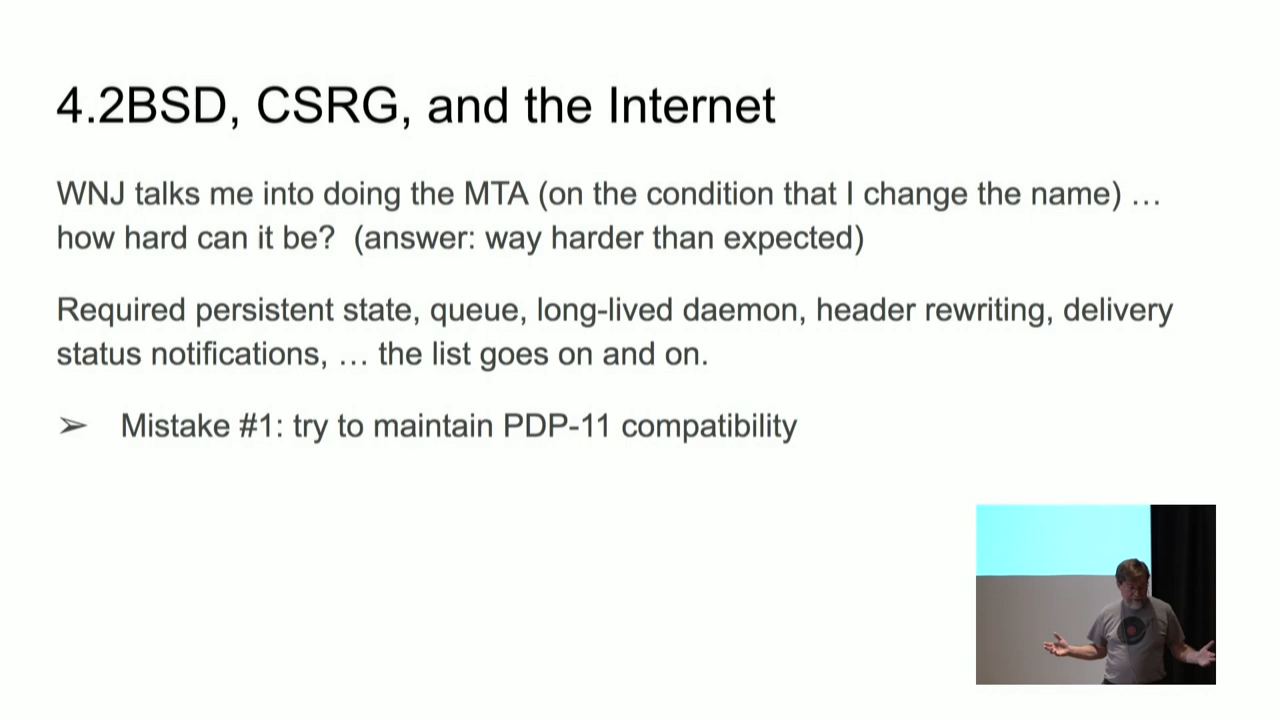 4.2BSD, CSRG, and the Internet
WNJ talks me into doing the MTA (on the condition that I change the name) …
how hard can it be?  (answer: way harder than expected)
Required persistent state, queue, long-lived daemon, header rewriting, delivery
status notifications, … the list goes on and on.
➢ Mistake #1: try to maintain PDP-11 compatibility